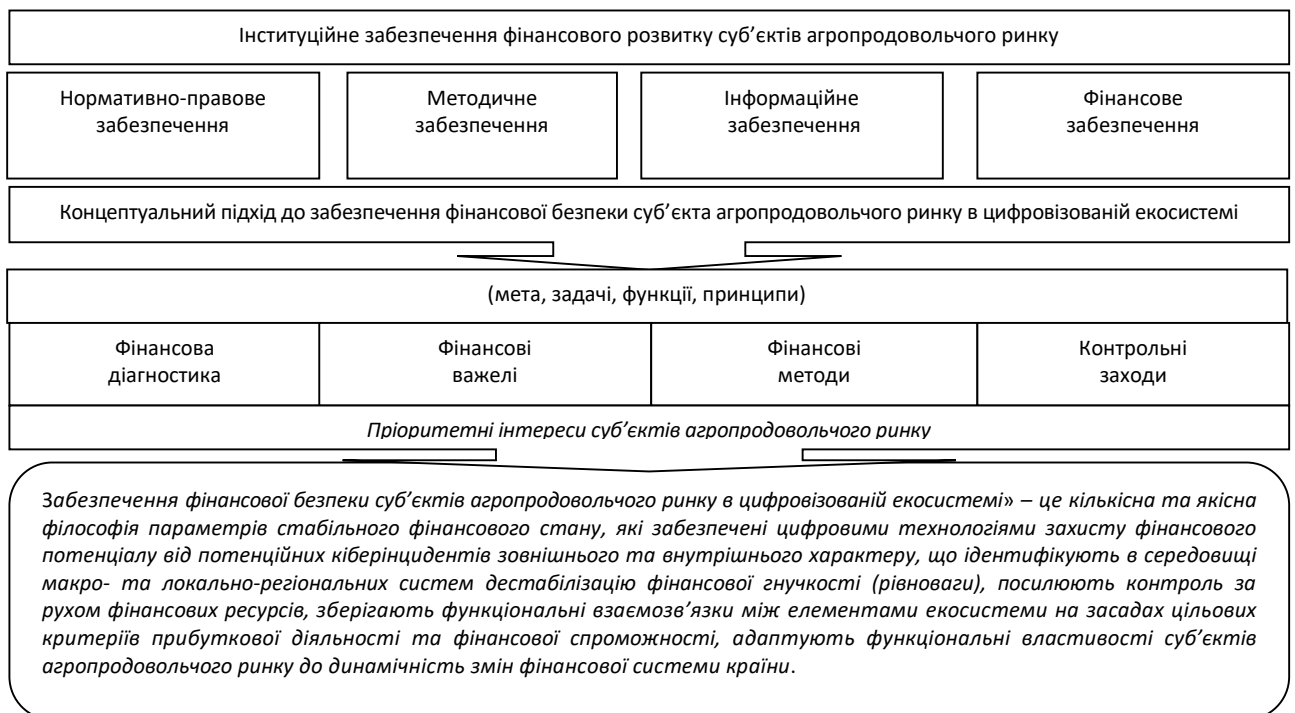 Інституційне забезпечення фінансового розвитку суб’єктів агропродовольчого ринку
Нормативно-правове
забезпечення
Методичне
забезпечення
Інформаційне
забезпечення
Фінансове
забезпечення
Концептуальний підхід до забезпечення фінансової безпеки суб’єкта агропродовольчого ринку в цифровізованій екосистемі
(мета, задачі, функції, принципи)
Фінансова
діагностика
Фінансові
важелі
Фінансові
методи
Контрольні
заходи
Пріоритетні інтереси суб’єктів агропродовольчого ринку
Забезпечення фінансової безпеки суб’єктів агропродовольчого ринку в цифровізованій екосистемі» – це кількісна та якісна
філософія параметрів стабільного фінансового стану, які забезпечені цифровими технологіями захисту фінансового
потенціалу від потенційних кіберінцидентів зовнішнього та внутрішнього характеру, що ідентифікують в середовищі
макро- та локально-регіональних систем дестабілізацію фінансової гнучкості (рівноваги), посилюють контроль за
рухом фінансових ресурсів, зберігають функціональні взаємозв’язки між елементами екосистеми на засадах цільових
критеріїв прибуткової діяльності та фінансової спроможності, адаптують функціональні властивості суб’єктів
агропродовольчого ринку до динамічність змін фінансової системи країни.